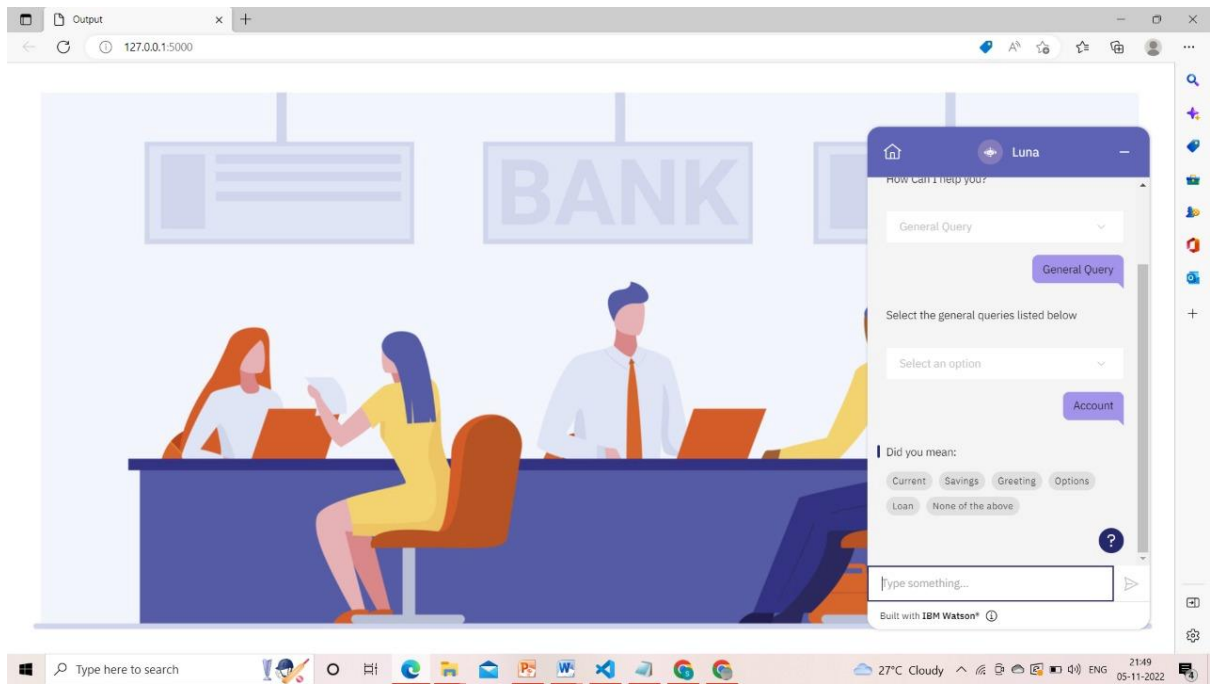 Output
127.0.0.1:5000
BANK
Luna
How Can I help you?
General Query
General Query
Select the general queries listed below
Select an option
Account
Did you mean:
Current Savings Greeting Options
Loan None of the above
?
Type something...
Built with IBM Watson®
Type here to search
27°C Cloudy ENG 21:49
05-11-2022